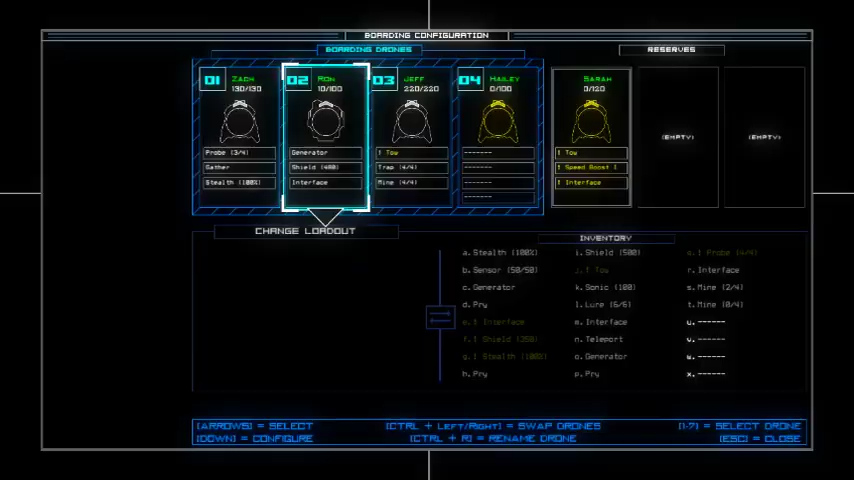 BOARDING CONFIGURATION
BOARDING DRONES
RESERVES
01 ZACH 130/130
02 RON 10/100
03 JEFF 220/220
04 HAILEY 0/100
SARAH 0/120
(EMPTY)
(EMPTY)
Probe (3/4)
Gather
Stealth (100%)
Generator
Shield (480)
Interface
! Tow
Trap (4/4)
Mine (4/4)
-------
-------
-------
-------
! Tow
! Speed Boost 1
! Interface
CHANGE LOADOUT
INVENTORY
a. Stealth (100%)
b. Sensor (50/50)
c. Generator
d. Pry
e. ! Interface
f. ! Shield (350)
g. ! Stealth (100%)
h. Pry
i. Shield (500)
j. ! Tow
k. Sonic (100)
l. Lure (6/6)
m. Interface
n. Teleport
o. Generator
p. Pry
q. ! Probe (4/4)
r. Interface
s. Mine (2/4)
t. Mine (0/4)
u. ------
v. ------
w. ------
x. ------
[ARROWS] = SELECT
[CTRL + LEFT/RIGHT] = SWAP DRONES
[1-7] = SELECT DRONE
[DOWN] = CONFIGURE
[CTRL + R] = RENAME DRONE
[ESC] = CLOSE